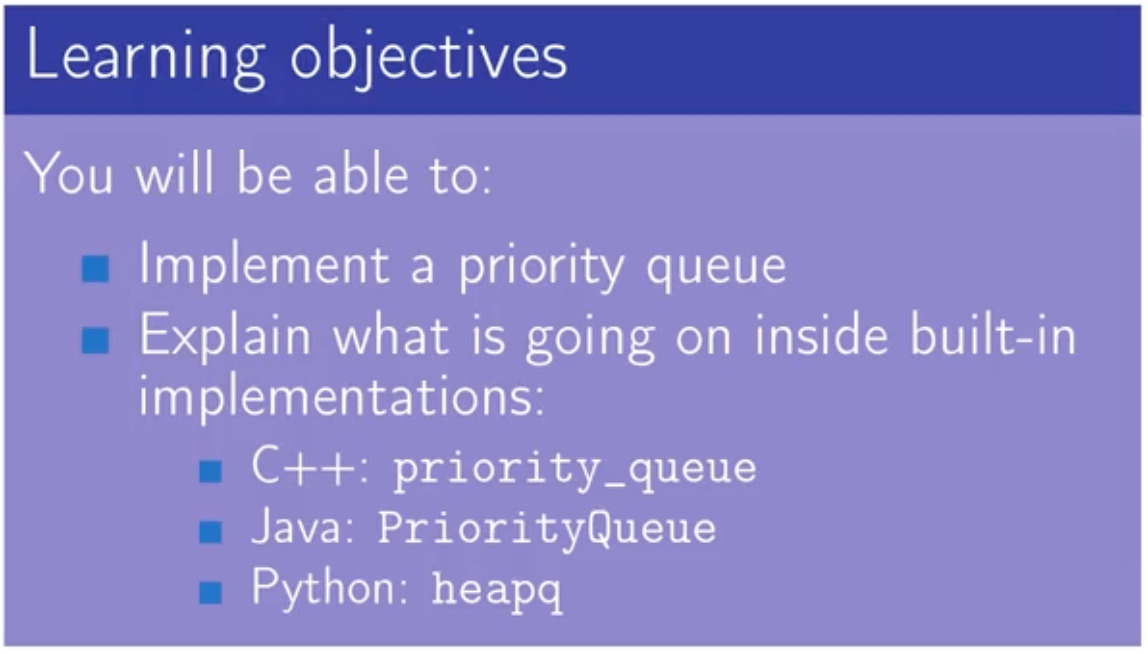 Learning objectives
You will be able to:
Implement a priority queue
Explain what is going on inside built-in
implementations:
C++: priority_queue
Java: PriorityQueue
Python: heapq